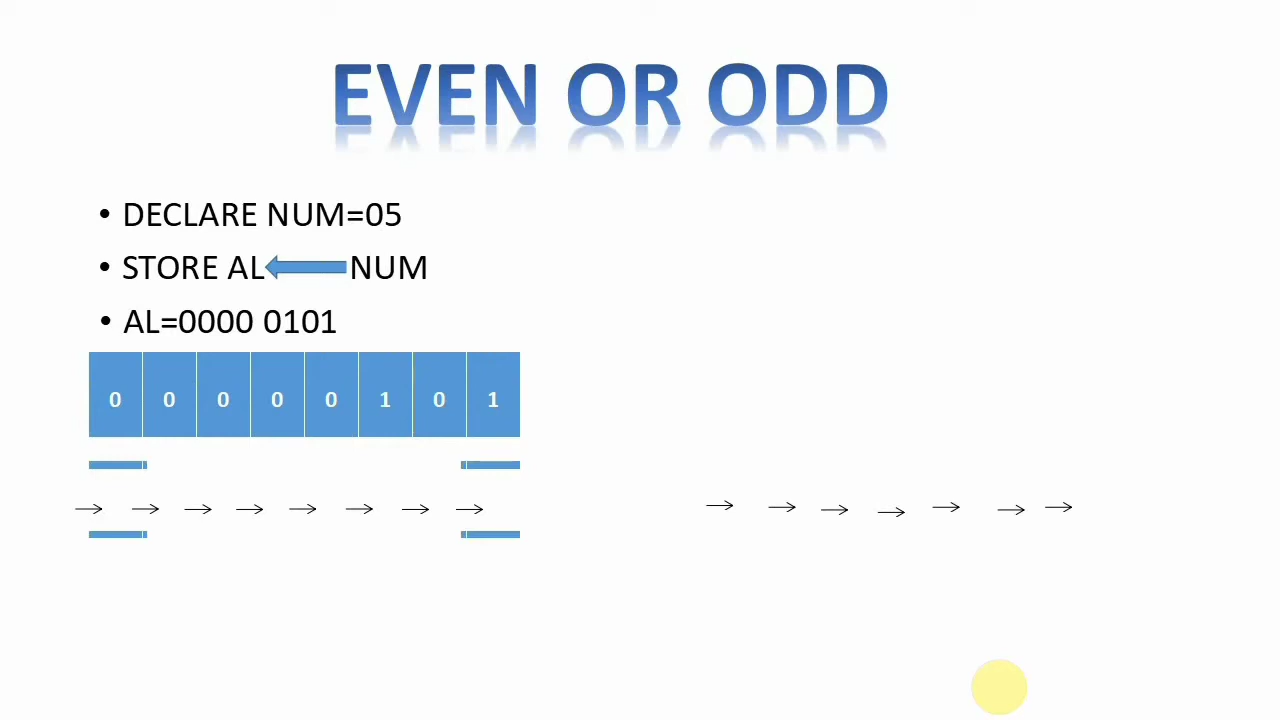 EVEN OR ODD
• DECLARE NUM=05
• STORE AL NUM
• AL=0000 0101
0 0 0 0 0 1 0 1